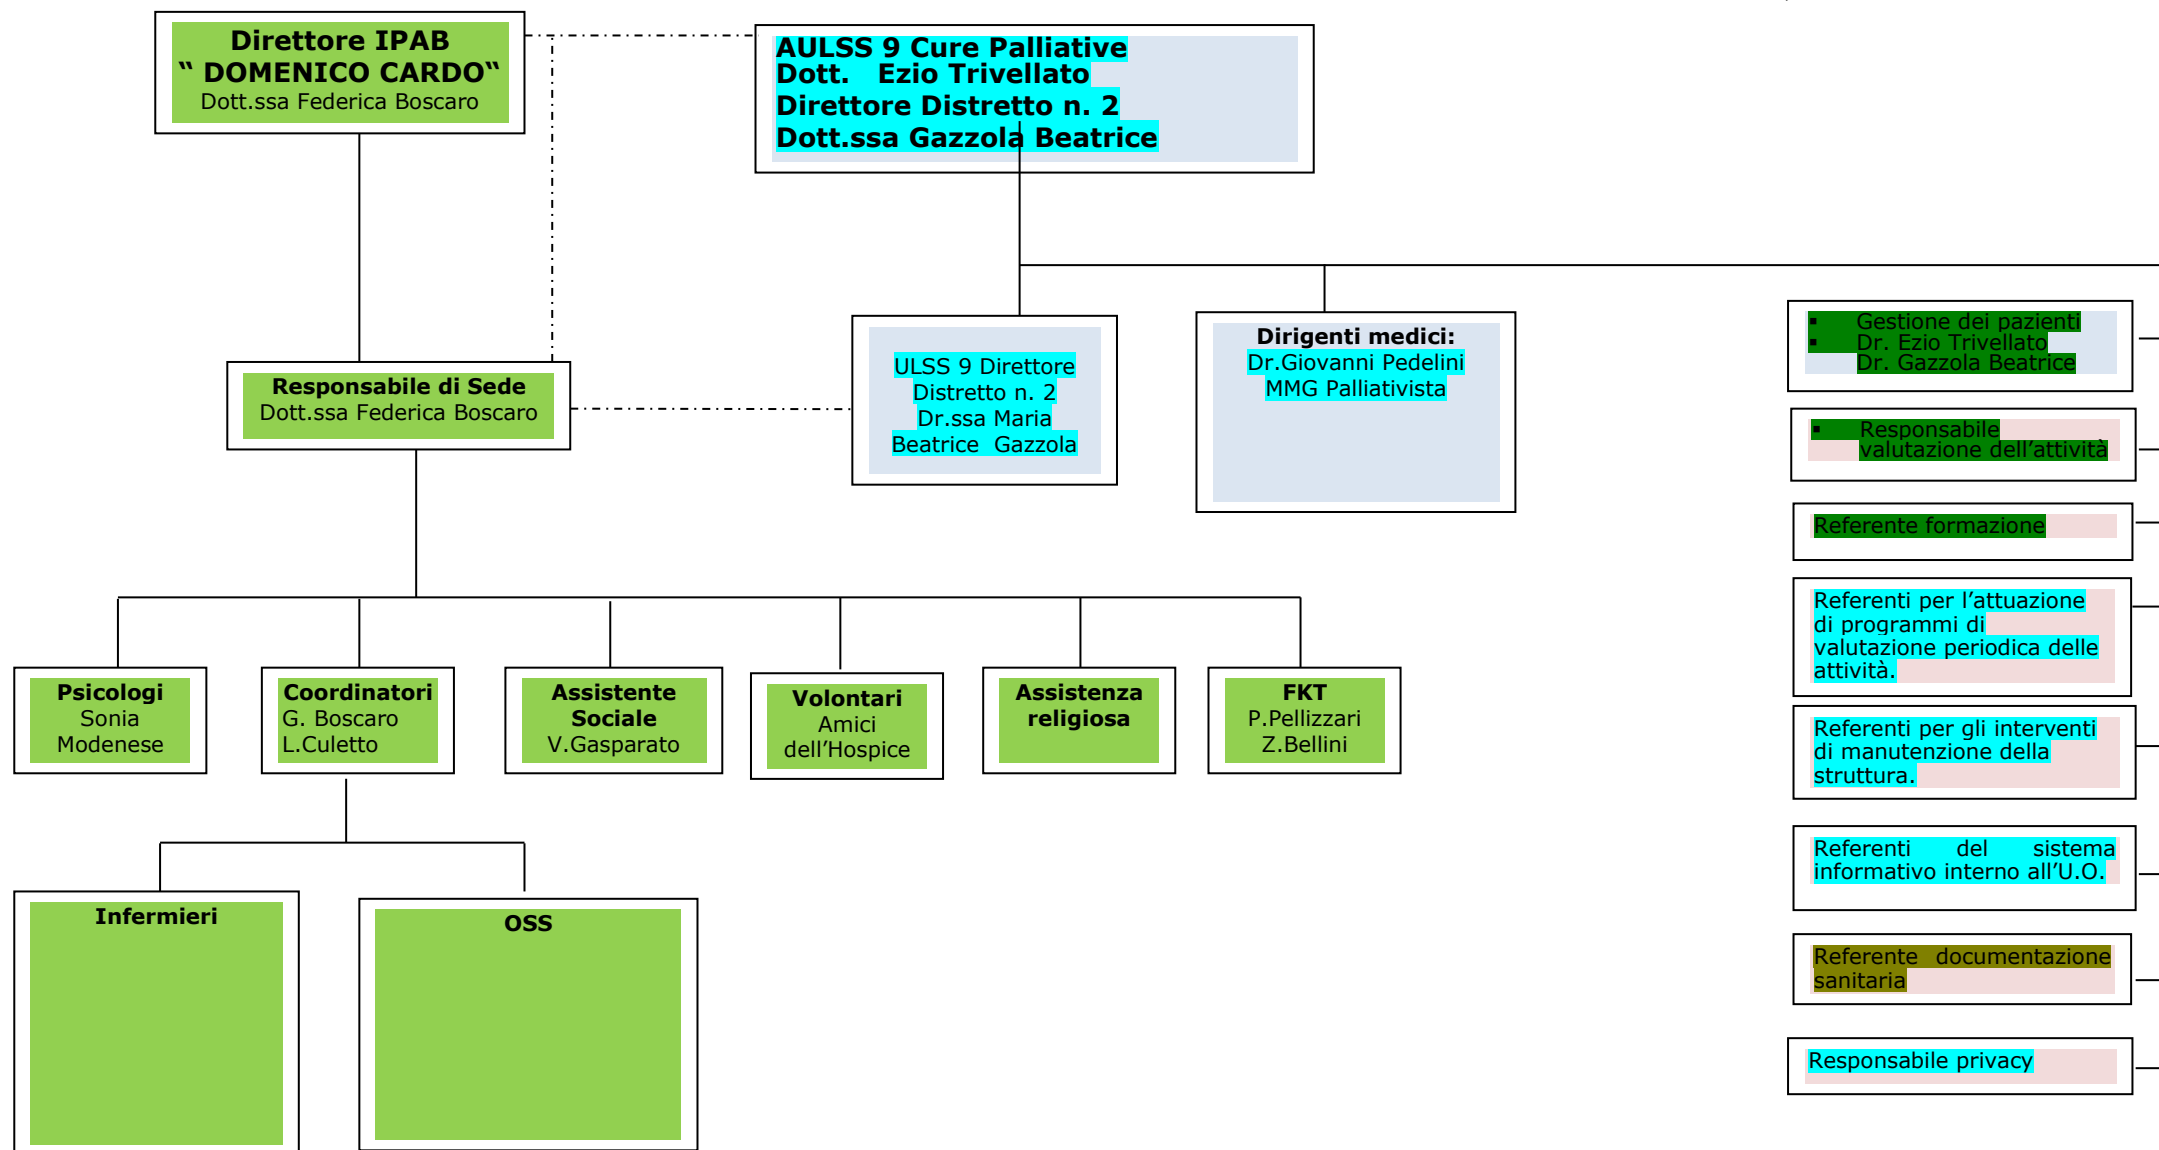 Direttore IPAB
“ DOMENICO CARDO“
Dott.ssa Federica Boscaro
AULSS 9 Cure Palliative
Dott. Ezio Trivellato
Direttore Distretto n. 2
Dott.ssa Gazzola Beatrice
Responsabile di Sede
Dott.ssa Federica Boscaro
ULSS 9 Direttore
Distretto n. 2
Dr.ssa Maria
Beatrice Gazzola
Dirigenti medici:
Dr.Giovanni Pedelini
MMG Palliativista
▪ Gestione dei pazienti
▪ Dr. Ezio Trivellato
Dr. Gazzola Beatrice
▪ Responsabile
valutazione dell’attività
Referente formazione
Referenti per l’attuazione
di programmi di
valutazione periodica delle
attività.
Referenti per gli interventi
di manutenzione della
struttura.
Referenti del sistema
informativo interno all’U.O.
Referente documentazione
sanitaria
Responsabile privacy
Psicologi
Sonia
Modenese
Coordinatori
G. Boscaro
L.Culetto
Assistente
Sociale
V.Gasparato
Volontari
Amici
dell’Hospice
Assistenza
religiosa
FKT
P.Pellizzari
Z.Bellini
Infermieri
OSS